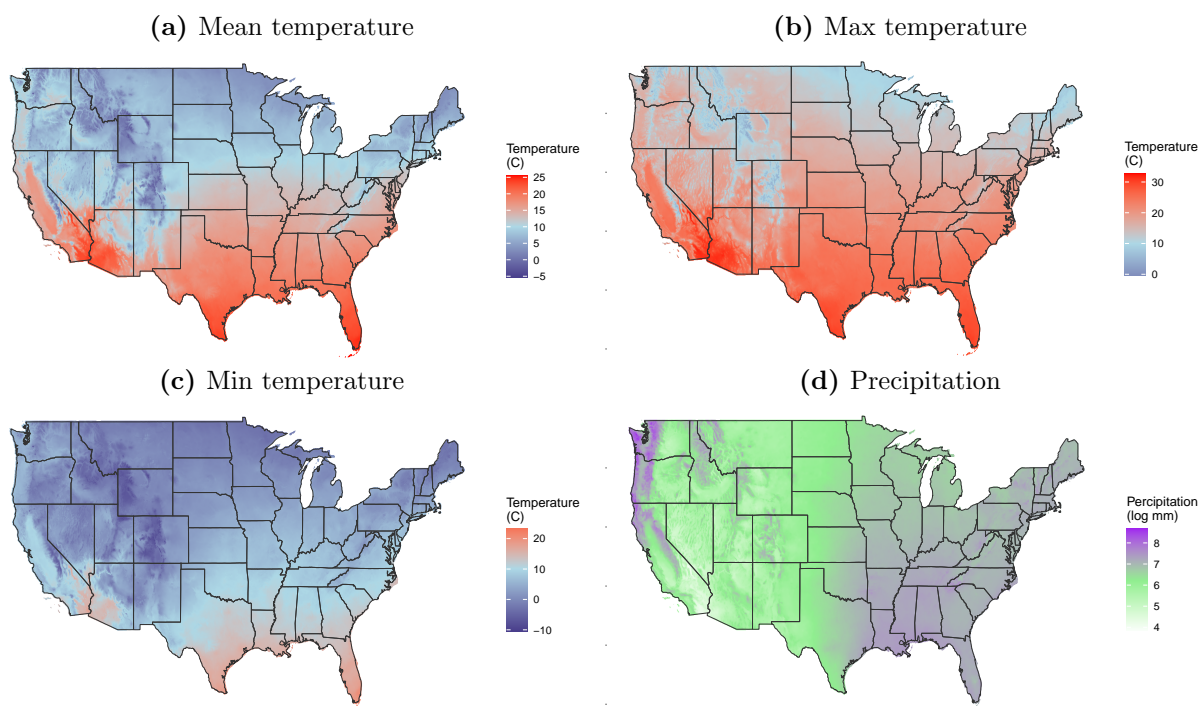 (a) Mean temperature
(b) Max temperature
Temperature
(C)
25
20
15
10
5
0
−5
Temperature
(C)
30
20
10
0
(c) Min temperature
(d) Precipitation
Temperature
(C)
20
10
0
−10
Percipitation
(log mm)
8
7
6
5
4